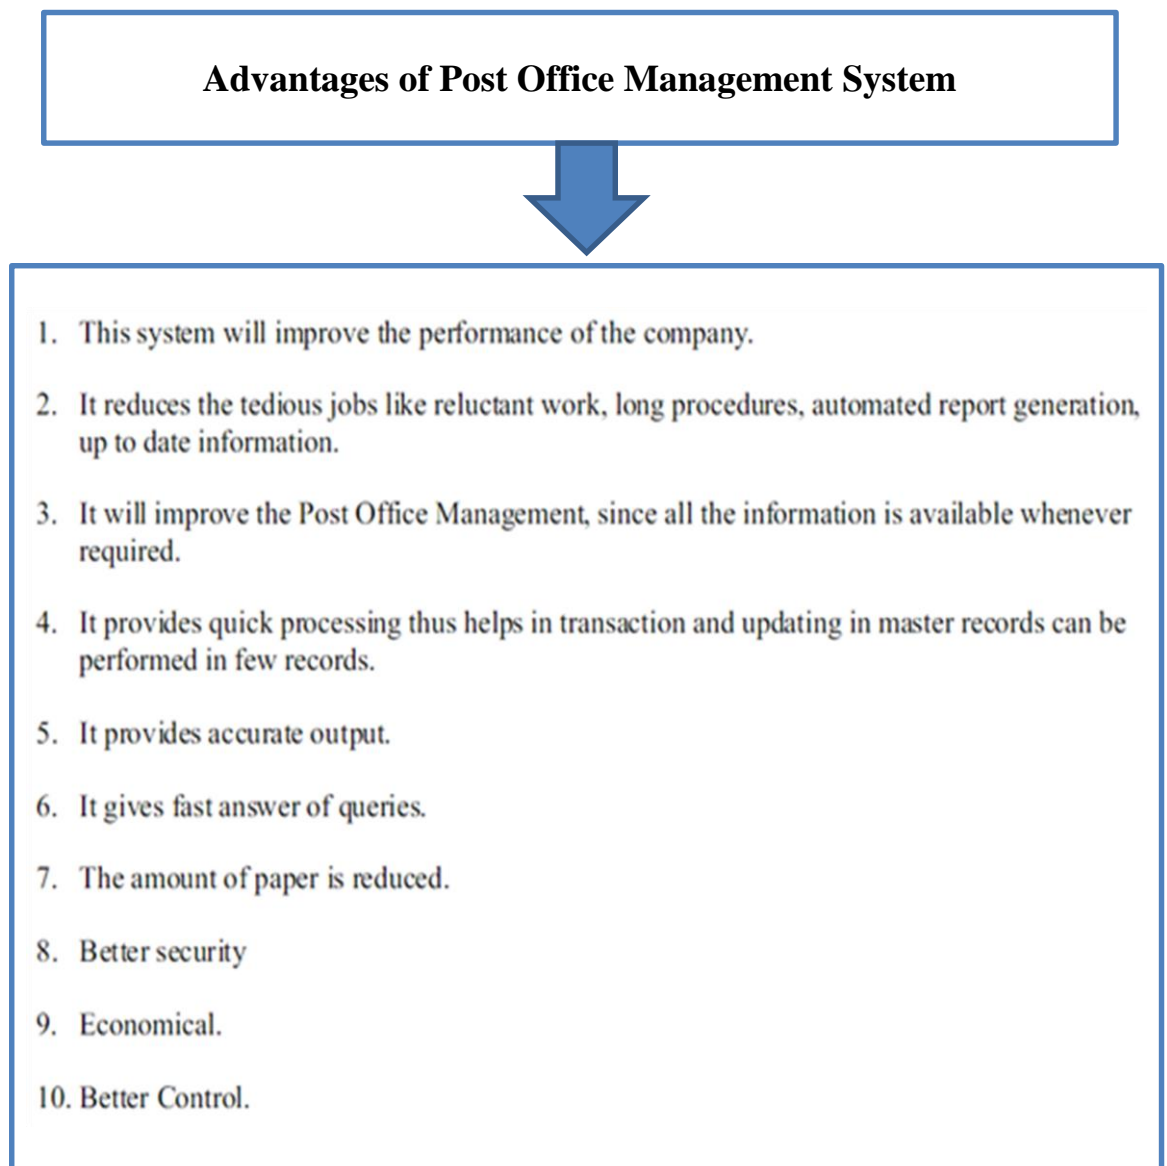 Advantages of Post Office Management System
1. This system will improve the performance of the company.
2. It reduces the tedious jobs like reluctant work, long procedures, automated report generation,
up to date information.
3. It will improve the Post Office Management, since all the information is available whenever
required.
4. It provides quick processing thus helps in transaction and updating in master records can be
performed in few records.
5. It provides accurate output.
6. It gives fast answer of queries.
7. The amount of paper is reduced.
8. Better security
9. Economical.
10. Better Control.